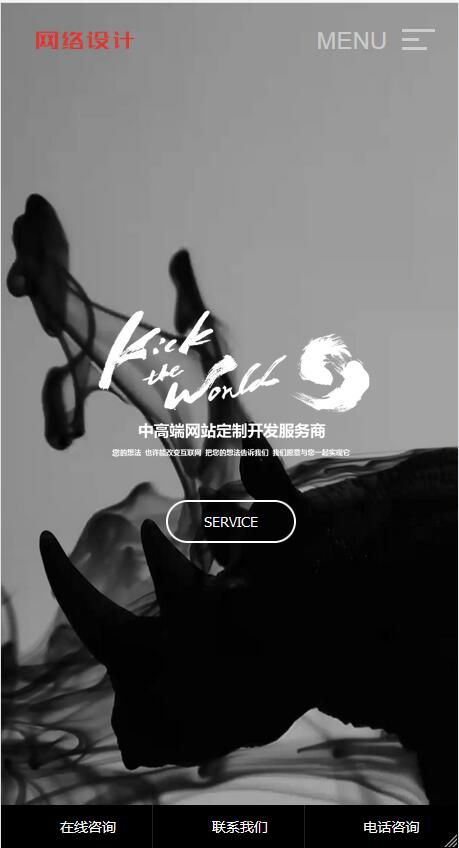 网络设计
MENU
Kick
the
World
中高端网站定制开发服务商
您的想法 也许能改变互联网 把您的想法告诉我们 我们愿意与您一起实现它
SERVICE
在线咨询
联系我们
电话咨询